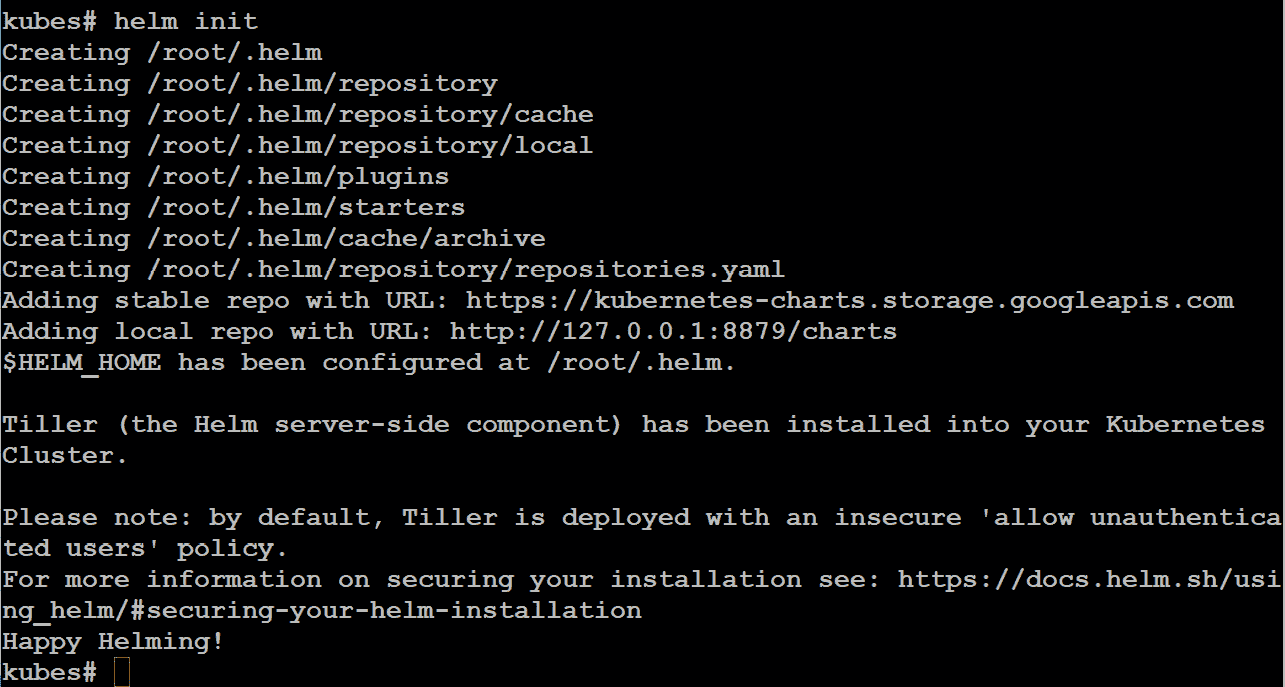 kubes# helm init
Creating /root/.helm
Creating /root/.helm/repository
Creating /root/.helm/repository/cache
Creating /root/.helm/repository/local
Creating /root/.helm/plugins
Creating /root/.helm/starters
Creating /root/.helm/cache/archive
Creating /root/.helm/repository/repositories.yaml
Adding stable repo with URL: https://kubernetes-charts.storage.googleapis.com
Adding local repo with URL: http://127.0.0.1:8879/charts
$HELM_HOME has been configured at /root/.helm.

Tiller (the Helm server-side component) has been installed into your Kubernetes
Cluster.

Please note: by default, Tiller is deployed with an insecure 'allow unauthentica
ted users' policy.
For more information on securing your installation see: https://docs.helm.sh/usi
ng_helm/#securing-your-helm-installation
Happy Helming!
kubes#